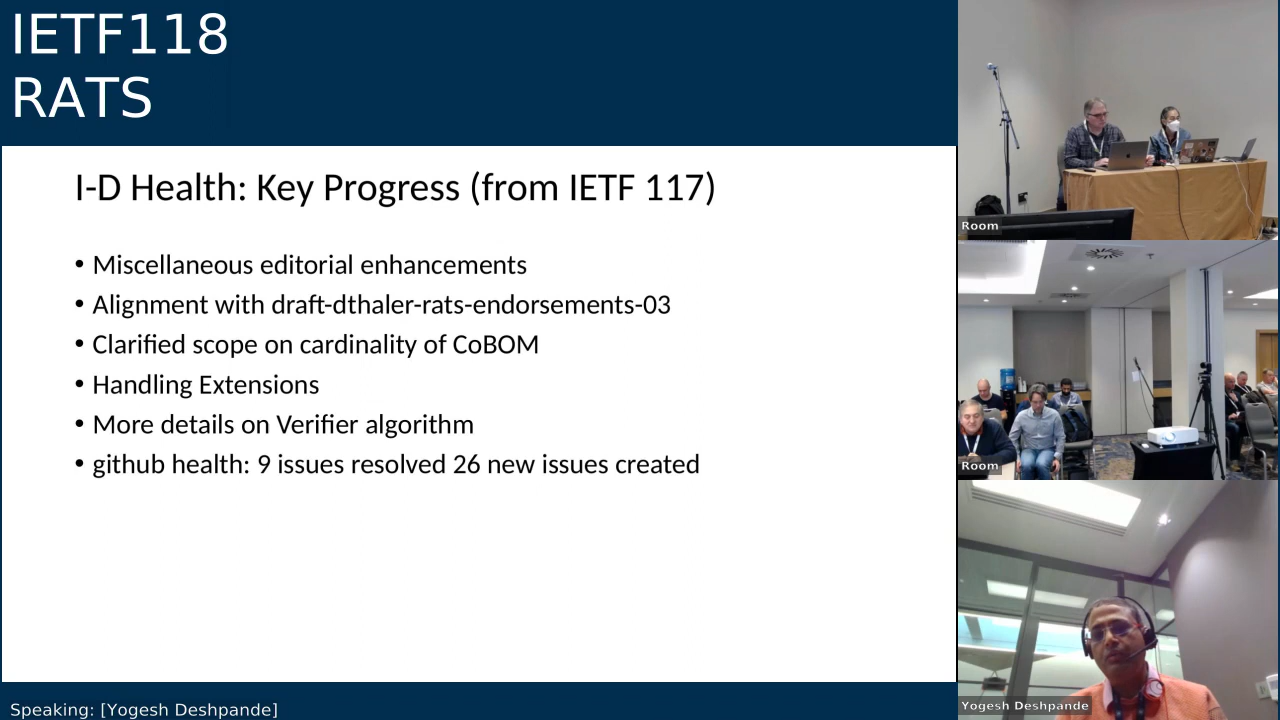 IETF118
RATS
I-D Health: Key Progress (from IETF 117)
• Miscellaneous editorial enhancements
• Alignment with draft-dthaler-rats-endorsements-03
• Clarified scope on cardinality of CoBOM
• Handling Extensions
• More details on Verifier algorithm
• github health: 9 issues resolved 26 new issues created
Speaking: [Yogesh Deshpande]
Room
Room
Yogesh Deshpande